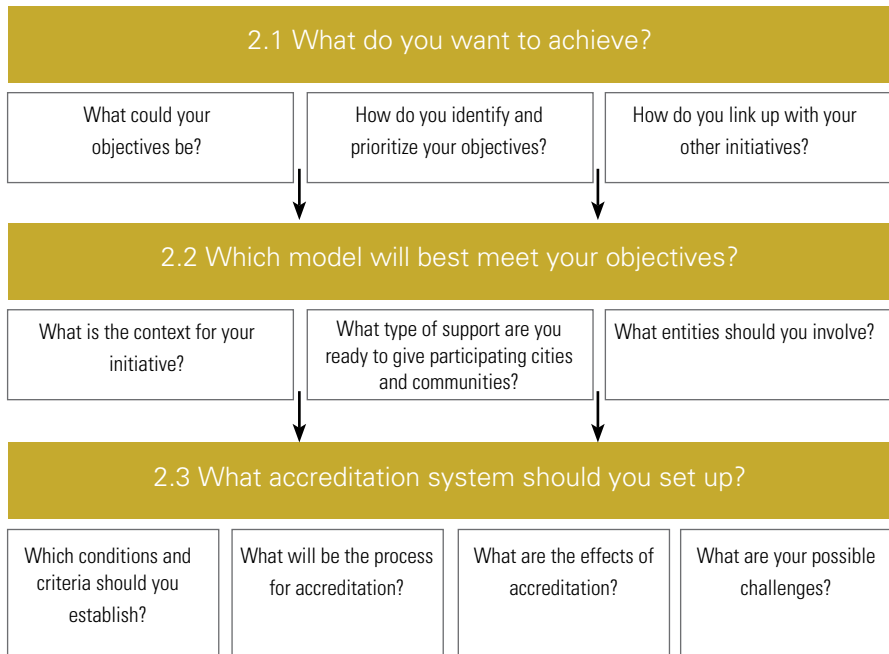 2.1 What do you want to achieve?
What could your
objectives be?
How do you identify and
prioritize your objectives?
How do you link up with your
other initiatives?
2.2 Which model will best meet your objectives?
What is the context for your
initiative?
What type of support are you
ready to give participating cities
and communities?
What entities should you involve?
2.3 What accreditation system should you set up?
Which conditions and
criteria should you
establish?
What will be the process
for accreditation?
What are the effects of
accreditation?
What are your possible
challenges?